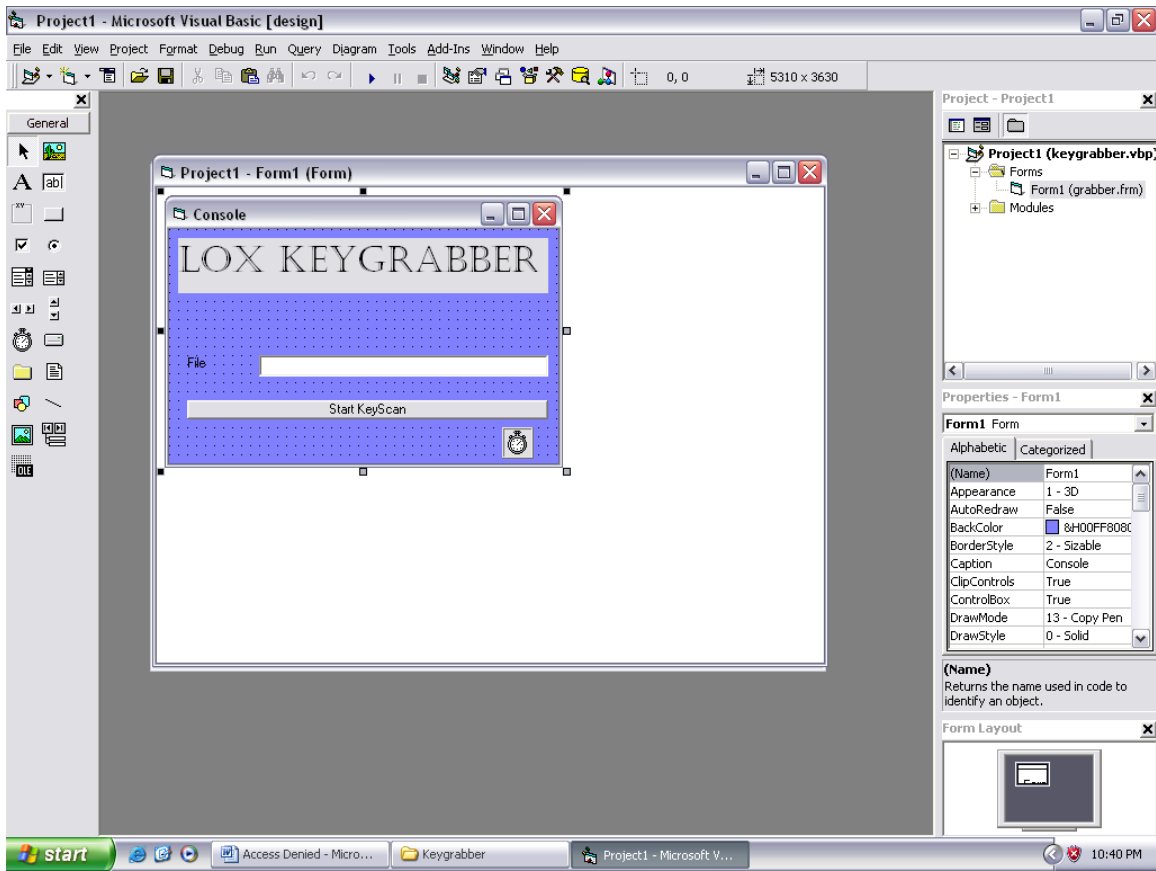 Project1 - Microsoft Visual Basic [design]
File Edit View Project Format Debug Run Query Diagram Tools Add-Ins Window Help
0, 0 5310 x 3630
General
A ab|
XY
OLE
Project1 - Form1 (Form)
Console
LOX KEYGRABBER
File
Start KeyScan
Project - Project1
Project1 (keygrabber.vbp)
Forms
Form1 (grabber.frm)
Modules
Properties - Form1
Form1 Form
Alphabetic Categorized
(Name) Form1
Appearance 1 - 3D
AutoRedraw False
BackColor &H00FF8080
BorderStyle 2 - Sizable
Caption Console
ClipControls True
ControlBox True
DrawMode 13 - Copy Pen
DrawStyle 0 - Solid
(Name)
Returns the name used in code to
identify an object.
Form Layout
start Access Denied - Micro... Keygrabber Project1 - Microsoft V... 10:40 PM